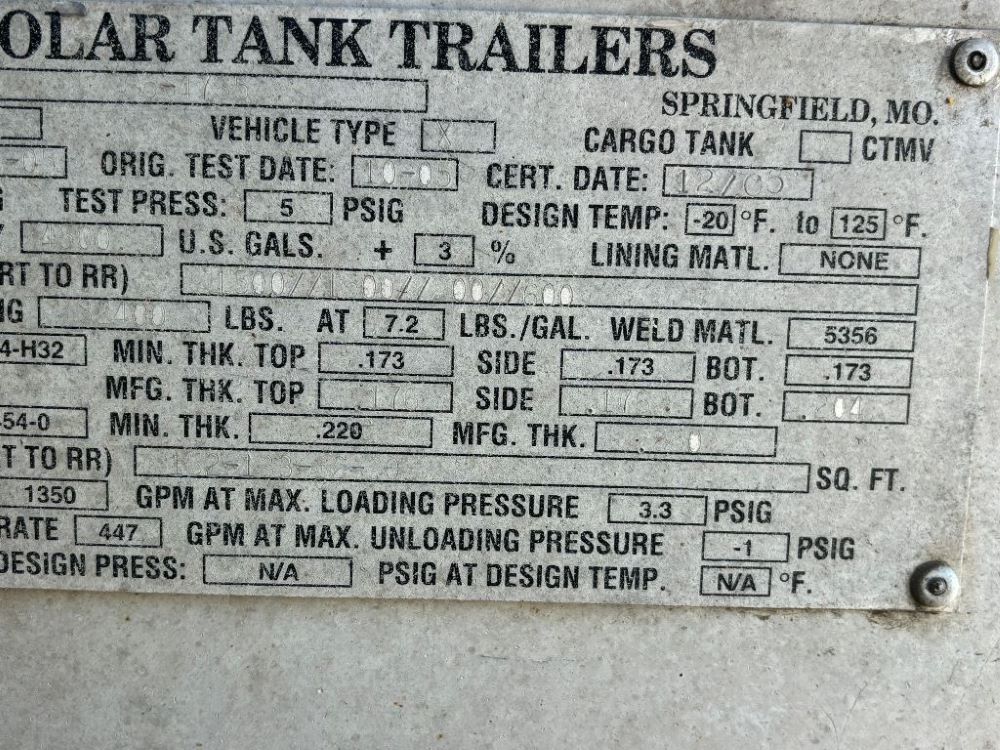 OLAR TANK TRAILERS
SPRINGFIELD, MO.
VEHICLE TYPE X CARGO TANK CTMV
ORIG. TEST DATE: 10-05 CERT. DATE:
TEST PRESS: 5 PSIG DESIGN TEMP: -20 °F. to 125 °F.
U.S. GALS. + 3 % LINING MATL. NONE
RT TO RR)
LBS. AT 7.2 LBS./GAL. WELD MATL. 5356
4-H32 MIN. THK. TOP .173 SIDE .173 BOT. .173
MFG. THK. TOP SIDE BOT. .204
54-0 MIN. THK. .220 MFG. THK.
T TO RR) SQ. FT.
1350 GPM AT MAX. LOADING PRESSURE 3.3 PSIG
RATE 447 GPM AT MAX. UNLOADING PRESSURE -1 PSIG
DESIGN PRESS: N/A PSIG AT DESIGN TEMP. N/A °F.